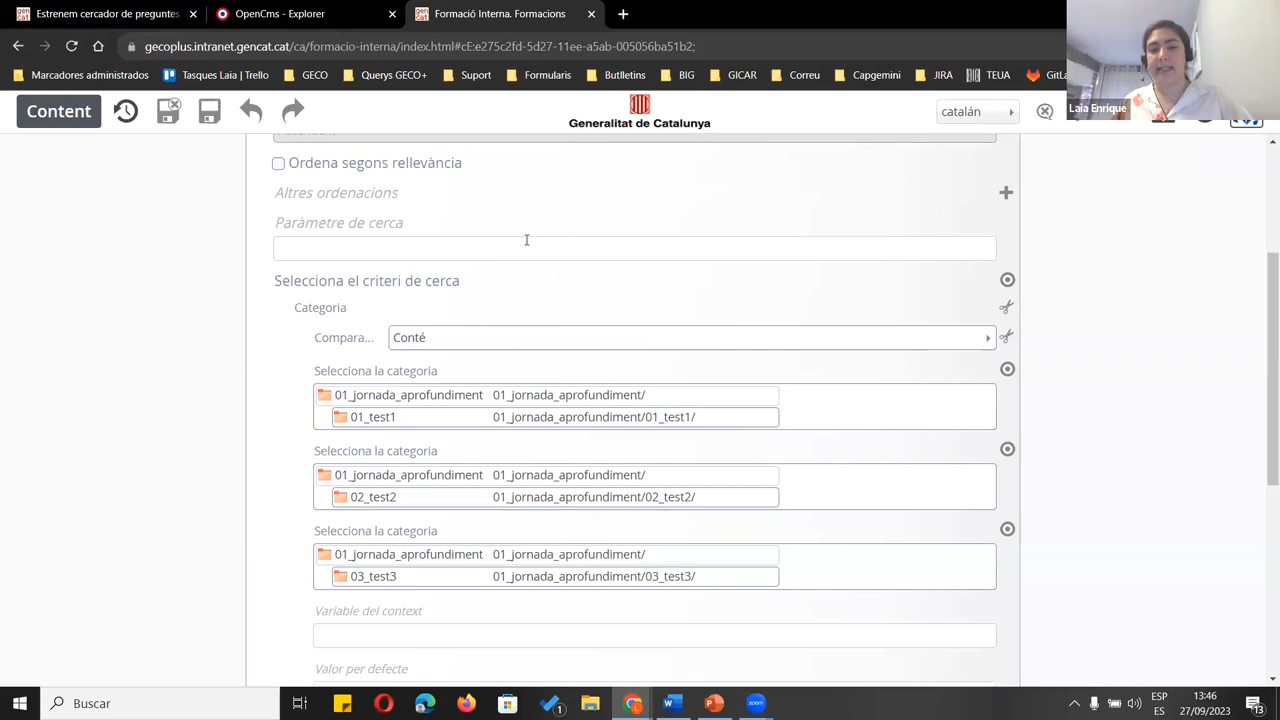 Estrenem cercador de preguntes
OpenCms - Explorer
Formació Interna. Formacions
gecoplus.intranet.gencat.cat/ca/formacio-interna/index.html#cE:e275c2fd-5d27-11ee-a5ab-005056ba51b2;
Marcadores administrados
Tasques Laia | Trello
GECO
Querys GECO
Suport
Formularis
Butlletins
BIG
GICAR
Correu
Capgemini
JIRA
TEUA
Laia Enrique
Content
Generalitat de Catalunya
catalán
Ordena segons rellevància
Altres ordenacions
Paràmetre de cerca
Selecciona el criteri de cerca
Categoria
Compara... Conté
Selecciona la categoria
01_jornada_aprofundiment 01_jornada_aprofundiment/
01_test1 01_jornada_aprofundiment/01_test1/
Selecciona la categoria
01_jornada_aprofundiment 01_jornada_aprofundiment/
02_test2 01_jornada_aprofundiment/02_test2/
Selecciona la categoria
01_jornada_aprofundiment 01_jornada_aprofundiment/
03_test3 01_jornada_aprofundiment/03_test3/
Variable del context
Valor per defecte
Buscar
1
ESP
ES
13:46
27/09/2023
13